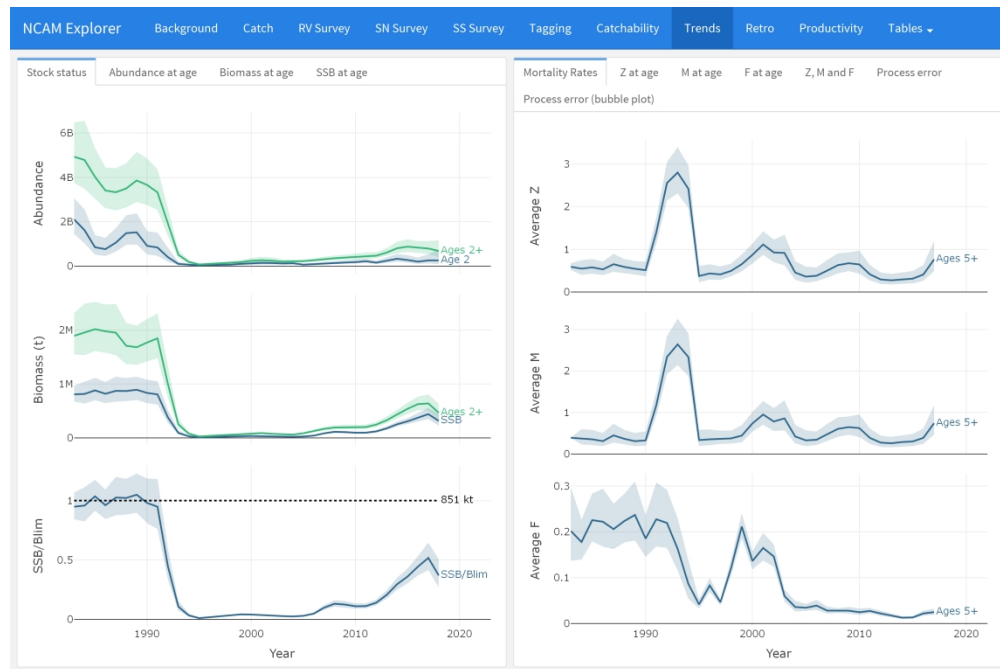 NCAM Explorer Background Catch RV Survey SN Survey SS Survey Tagging Catchability Trends Retro Productivity Tables
Stock status Abundance at age Biomass at age SSB at age
Abundance
6B
4B
2B
0
Ages 2+
Age 2
Biomass (t)
2M
1M
0
Ages 2+
SSB
SSB/Blim
1
0.5
0
851 kt
SSB/Blim
1990 2000 2010 2020
Year
Mortality Rates Z at age M at age F at age Z, M and F Process error
Process error (bubble plot)
Average Z
3
2
1
0
Ages 5+
Average M
3
2
1
0
Ages 5+
Average F
0.3
0.2
0.1
0
Ages 5+
1990 2000 2010 2020
Year